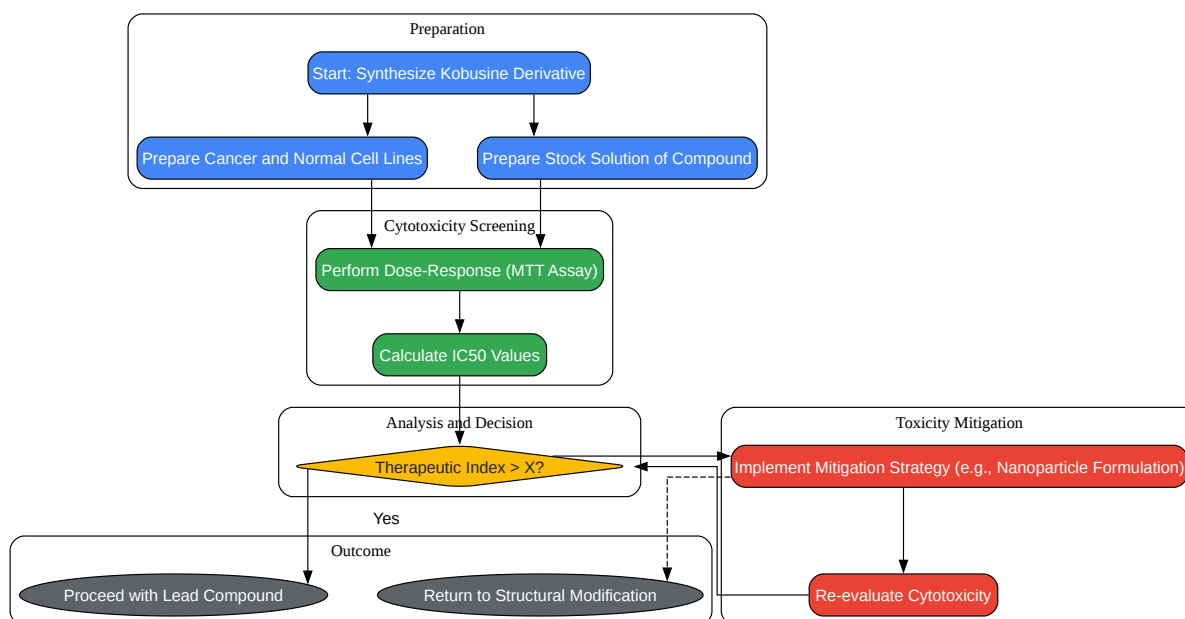 Preparation
Start: Synthesize Kobusine Derivative
Prepare Cancer and Normal Cell Lines
Prepare Stock Solution of Compound
Cytotoxicity Screening
Perform Dose-Response (MTT Assay)
Calculate IC50 Values
Analysis and Decision
Therapeutic Index > X?
Toxicity Mitigation
Implement Mitigation Strategy (e.g., Nanoparticle Formulation)
Yes
Outcome
Proceed with Lead Compound
Return to Structural Modification
Re-evaluate Cytotoxicity